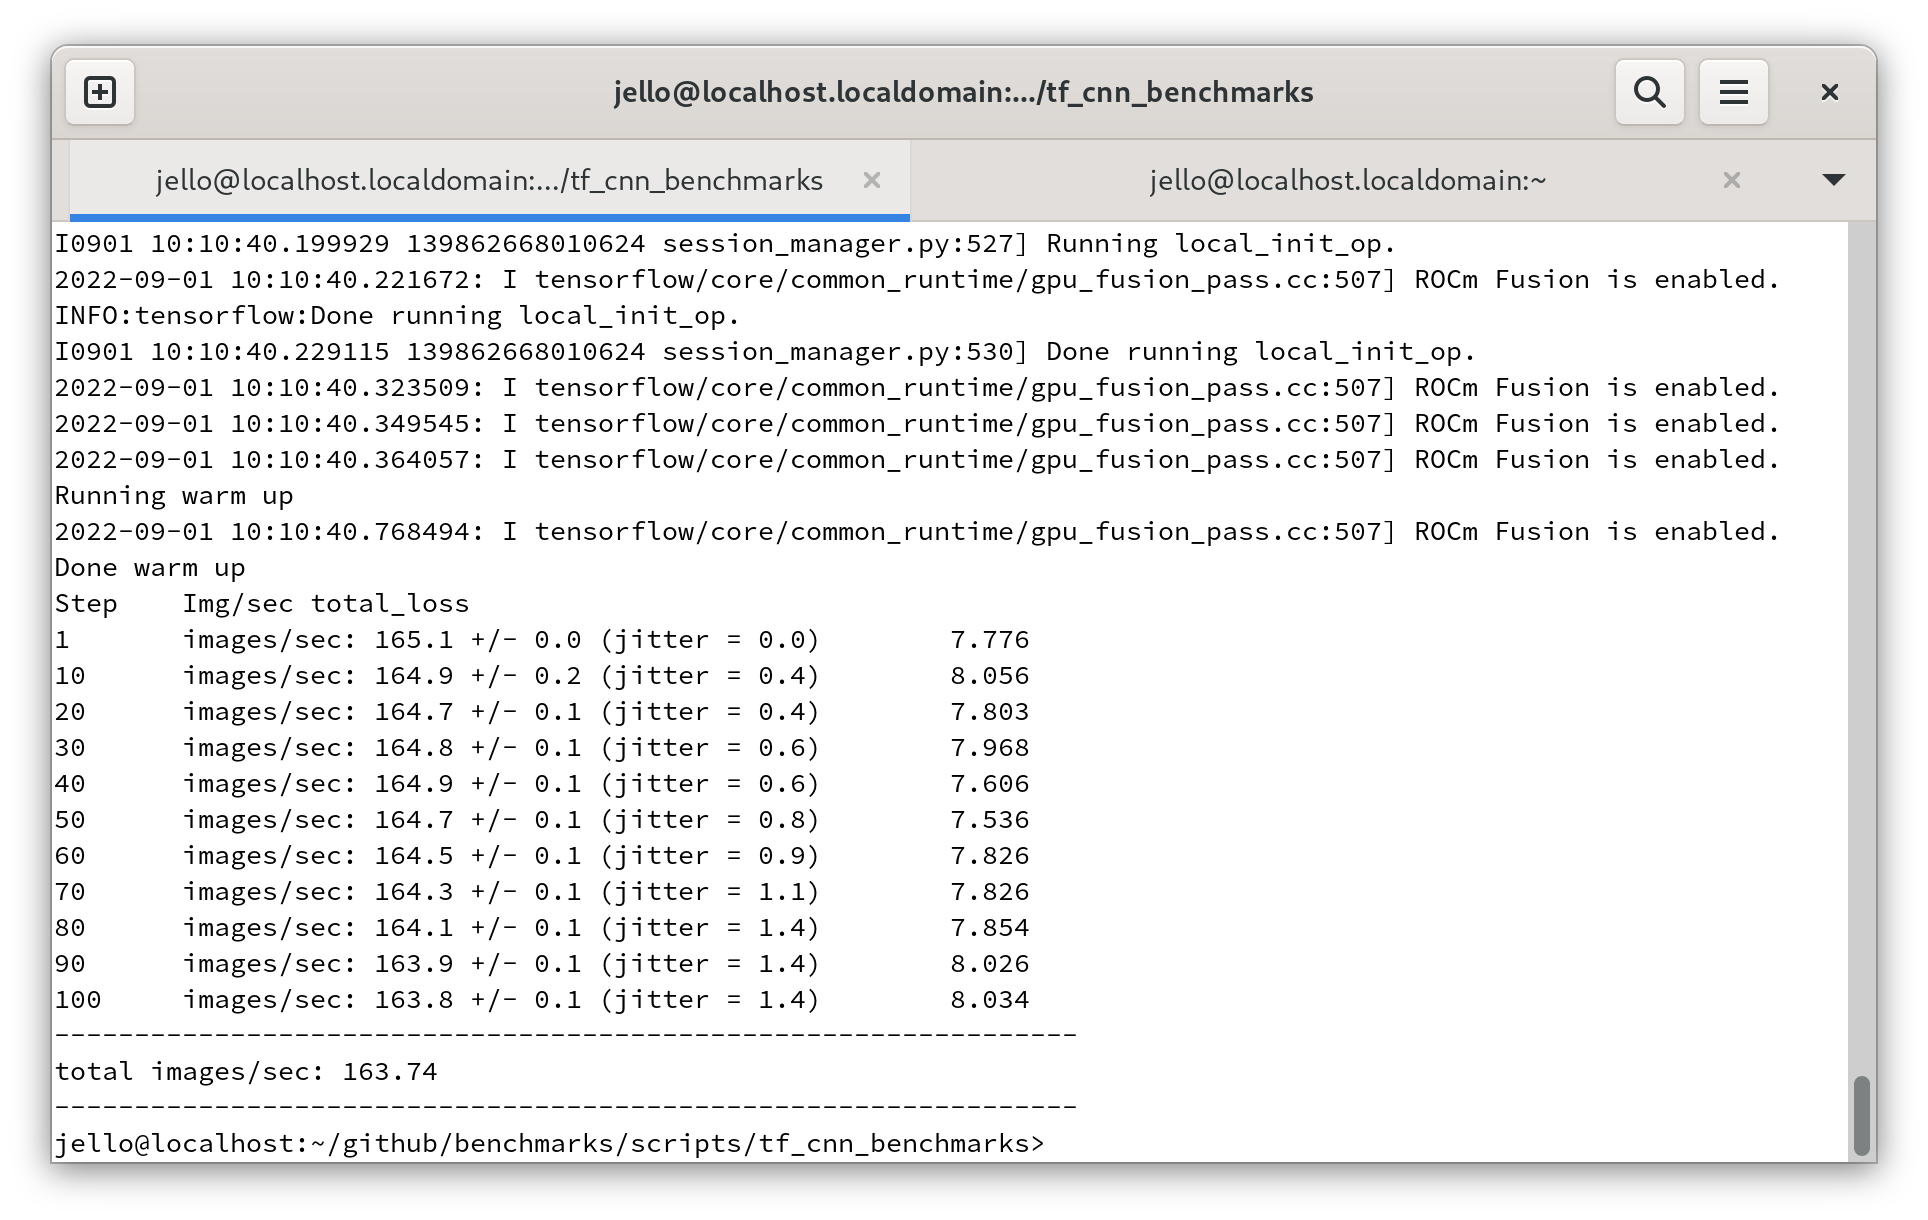 jello@localhost.localdomain:.../tf_cnn_benchmarks
jello@localhost.localdomain:.../tf_cnn_benchmarks jello@localhost.localdomain:~
I0901 10:10:40.199929 139862668010624 session_manager.py:527] Running local_init_op.
2022-09-01 10:10:40.221672: I tensorflow/core/common_runtime/gpu_fusion_pass.cc:507] ROCm Fusion is enabled.
INFO:tensorflow:Done running local_init_op.
I0901 10:10:40.229115 139862668010624 session_manager.py:530] Done running local_init_op.
2022-09-01 10:10:40.323509: I tensorflow/core/common_runtime/gpu_fusion_pass.cc:507] ROCm Fusion is enabled.
2022-09-01 10:10:40.349545: I tensorflow/core/common_runtime/gpu_fusion_pass.cc:507] ROCm Fusion is enabled.
2022-09-01 10:10:40.364057: I tensorflow/core/common_runtime/gpu_fusion_pass.cc:507] ROCm Fusion is enabled.
Running warm up
2022-09-01 10:10:40.768494: I tensorflow/core/common_runtime/gpu_fusion_pass.cc:507] ROCm Fusion is enabled.
Done warm up
Step    Img/sec total_loss
1       images/sec: 165.1 +/- 0.0 (jitter = 0.0)        7.776
10      images/sec: 164.9 +/- 0.2 (jitter = 0.4)        8.056
20      images/sec: 164.7 +/- 0.1 (jitter = 0.4)        7.803
30      images/sec: 164.8 +/- 0.1 (jitter = 0.6)        7.968
40      images/sec: 164.9 +/- 0.1 (jitter = 0.6)        7.606
50      images/sec: 164.7 +/- 0.1 (jitter = 0.8)        7.536
60      images/sec: 164.5 +/- 0.1 (jitter = 0.9)        7.826
70      images/sec: 164.3 +/- 0.1 (jitter = 1.1)        7.826
80      images/sec: 164.1 +/- 0.1 (jitter = 1.4)        7.854
90      images/sec: 163.9 +/- 0.1 (jitter = 1.4)        8.026
100     images/sec: 163.8 +/- 0.1 (jitter = 1.4)        8.034
----------------------------------------------------------------
total images/sec: 163.74
----------------------------------------------------------------
jello@localhost:~/github/benchmarks/scripts/tf_cnn_benchmarks>